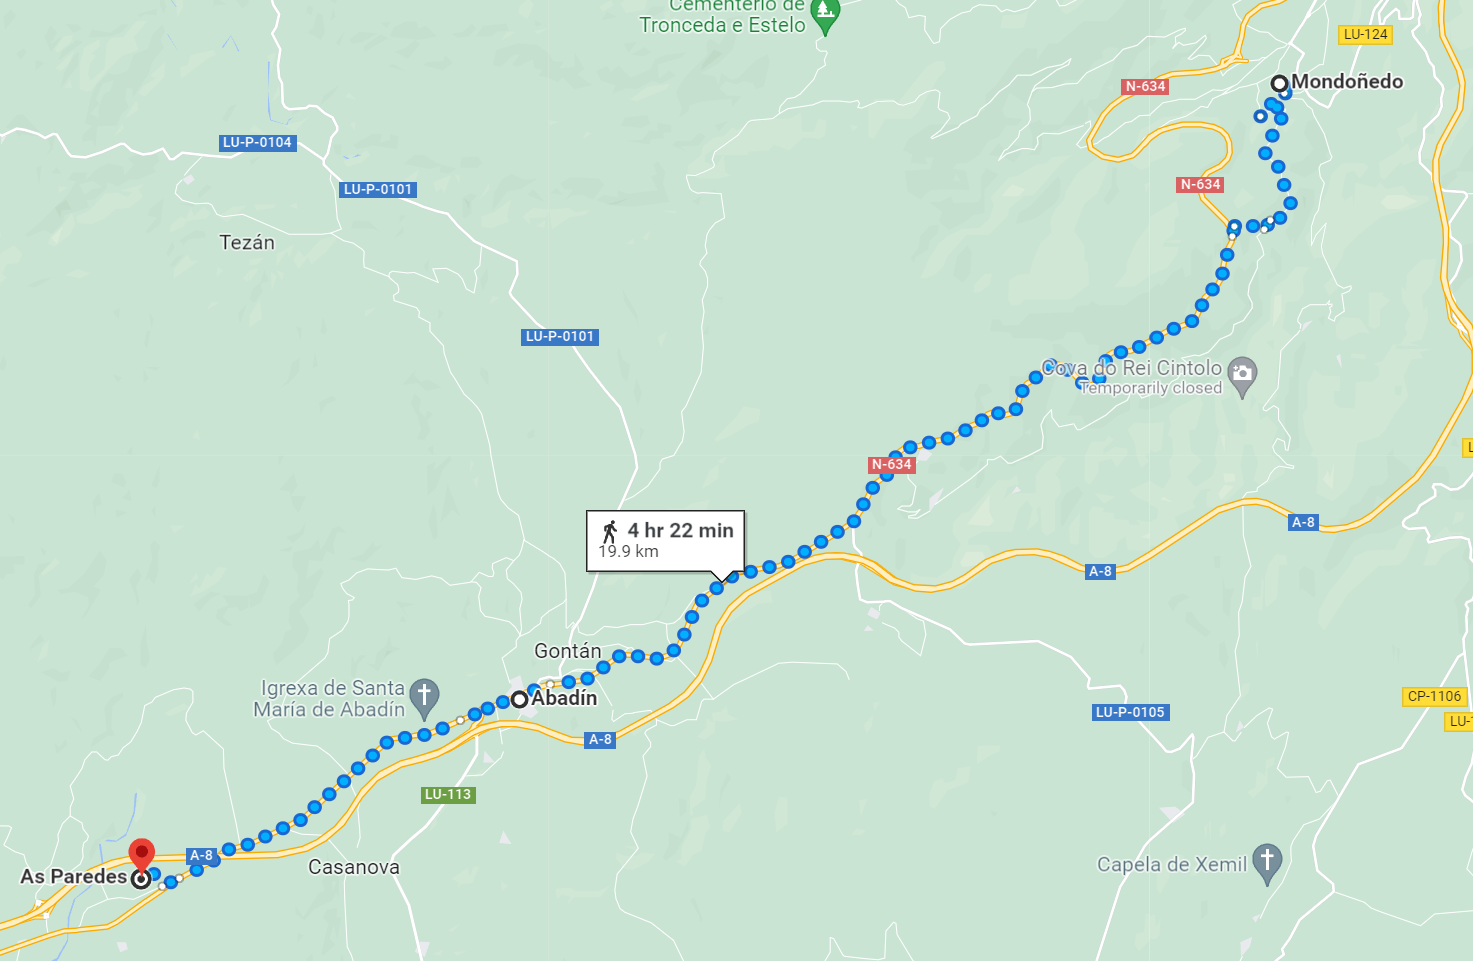 Cementerio de
Tronceda e Estelo
LU-124
N-634
Mondoñedo
LU-P-0104
LU-P-0101
N-634
Tezán
LU-P-0101
Cova do Rei Cintolo
Temporarily closed
N-634
4 hr 22 min
19.9 km
A-8
A-8
Gontán
Igrexa de Santa
María de Abadín
Abadín
CP-1106
LU-P-0105
A-8
LU-113
A-8
Casanova
As Paredes
Capela de Xemil